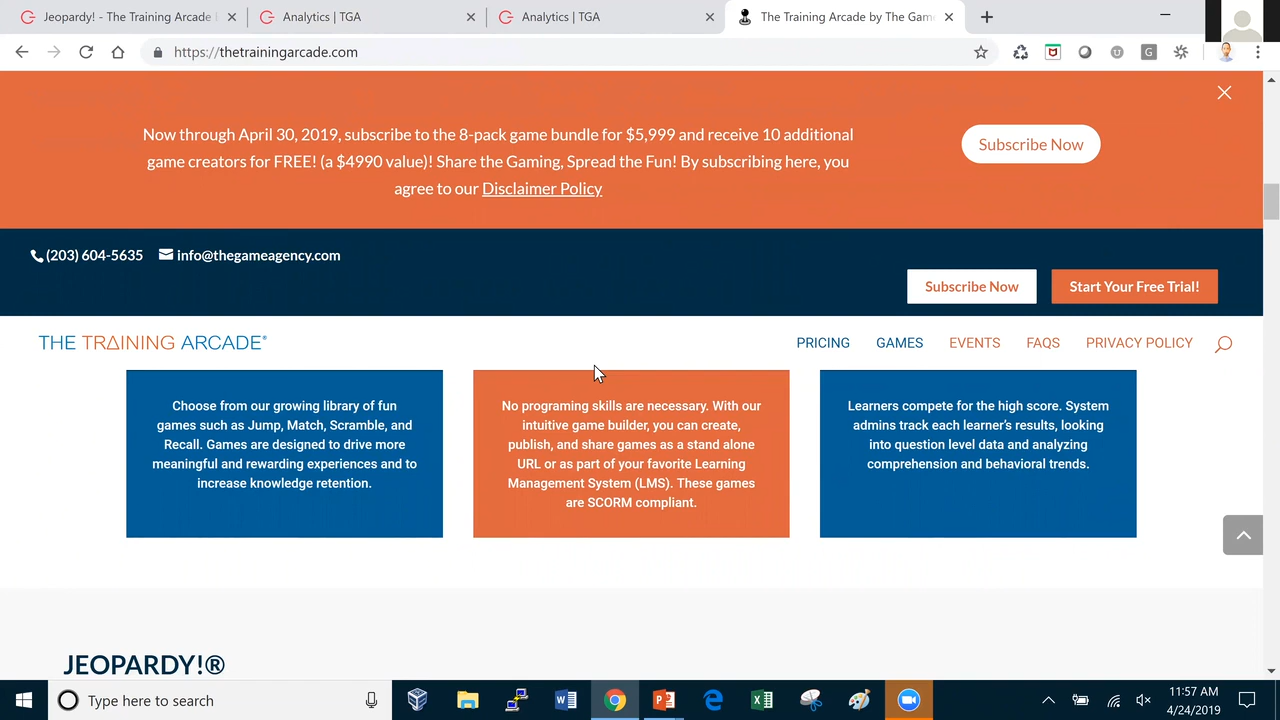 Jeopardy! - The Training Arcade
Analytics | TGA
Analytics | TGA
The Training Arcade by The Gam
https://thetrainingarcade.com
Now through April 30, 2019, subscribe to the 8-pack game bundle for $5,999 and receive 10 additional
game creators for FREE! (a $4990 value)! Share the Gaming, Spread the Fun! By subscribing here, you
agree to our Disclaimer Policy
Subscribe Now
(203) 604-5635
info@thegameagency.com
Subscribe Now
Start Your Free Trial!
THE TRAINING ARCADE®
PRICING
GAMES
EVENTS
FAQS
PRIVACY POLICY
Choose from our growing library of fun
games such as Jump, Match, Scramble, and
Recall. Games are designed to drive more
meaningful and rewarding experiences and to
increase knowledge retention.
No programing skills are necessary. With our
intuitive game builder, you can create,
publish, and share games as a stand alone
URL or as part of your favorite Learning
Management System (LMS). These games
are SCORM compliant.
Learners compete for the high score. System
admins track each learner's results, looking
into question level data and analyzing
comprehension and behavioral trends.
JEOPARDY!®
Type here to search
11:57 AM
4/24/2019